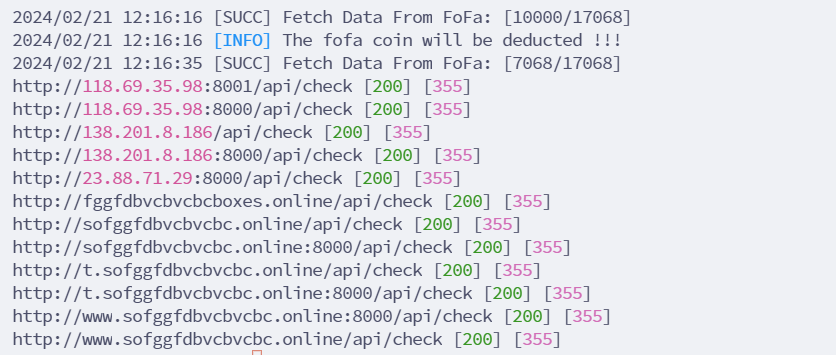 2024/02/21 12:16:16 [SUCC] Fetch Data From FoFa: [10000/17068]
2024/02/21 12:16:16 [INFO] The fofa coin will be deducted !!!
2024/02/21 12:16:35 [SUCC] Fetch Data From FoFa: [7068/17068]
http://118.69.35.98:8001/api/check [200] [355]
http://118.69.35.98:8000/api/check [200] [355]
http://138.201.8.186/api/check [200] [355]
http://138.201.8.186:8000/api/check [200] [355]
http://23.88.71.29:8000/api/check [200] [355]
http://fggfdbvcbvcbcboxes.online/api/check [200] [355]
http://sofggfdbvcbvcbc.online/api/check [200] [355]
http://sofggfdbvcbvcbc.online:8000/api/check [200] [355]
http://t.sofggfdbvcbvcbc.online/api/check [200] [355]
http://t.sofggfdbvcbvcbc.online:8000/api/check [200] [355]
http://www.sofggfdbvcbvcbc.online:8000/api/check [200] [355]
http://www.sofggfdbvcbvcbc.online/api/check [200] [355]